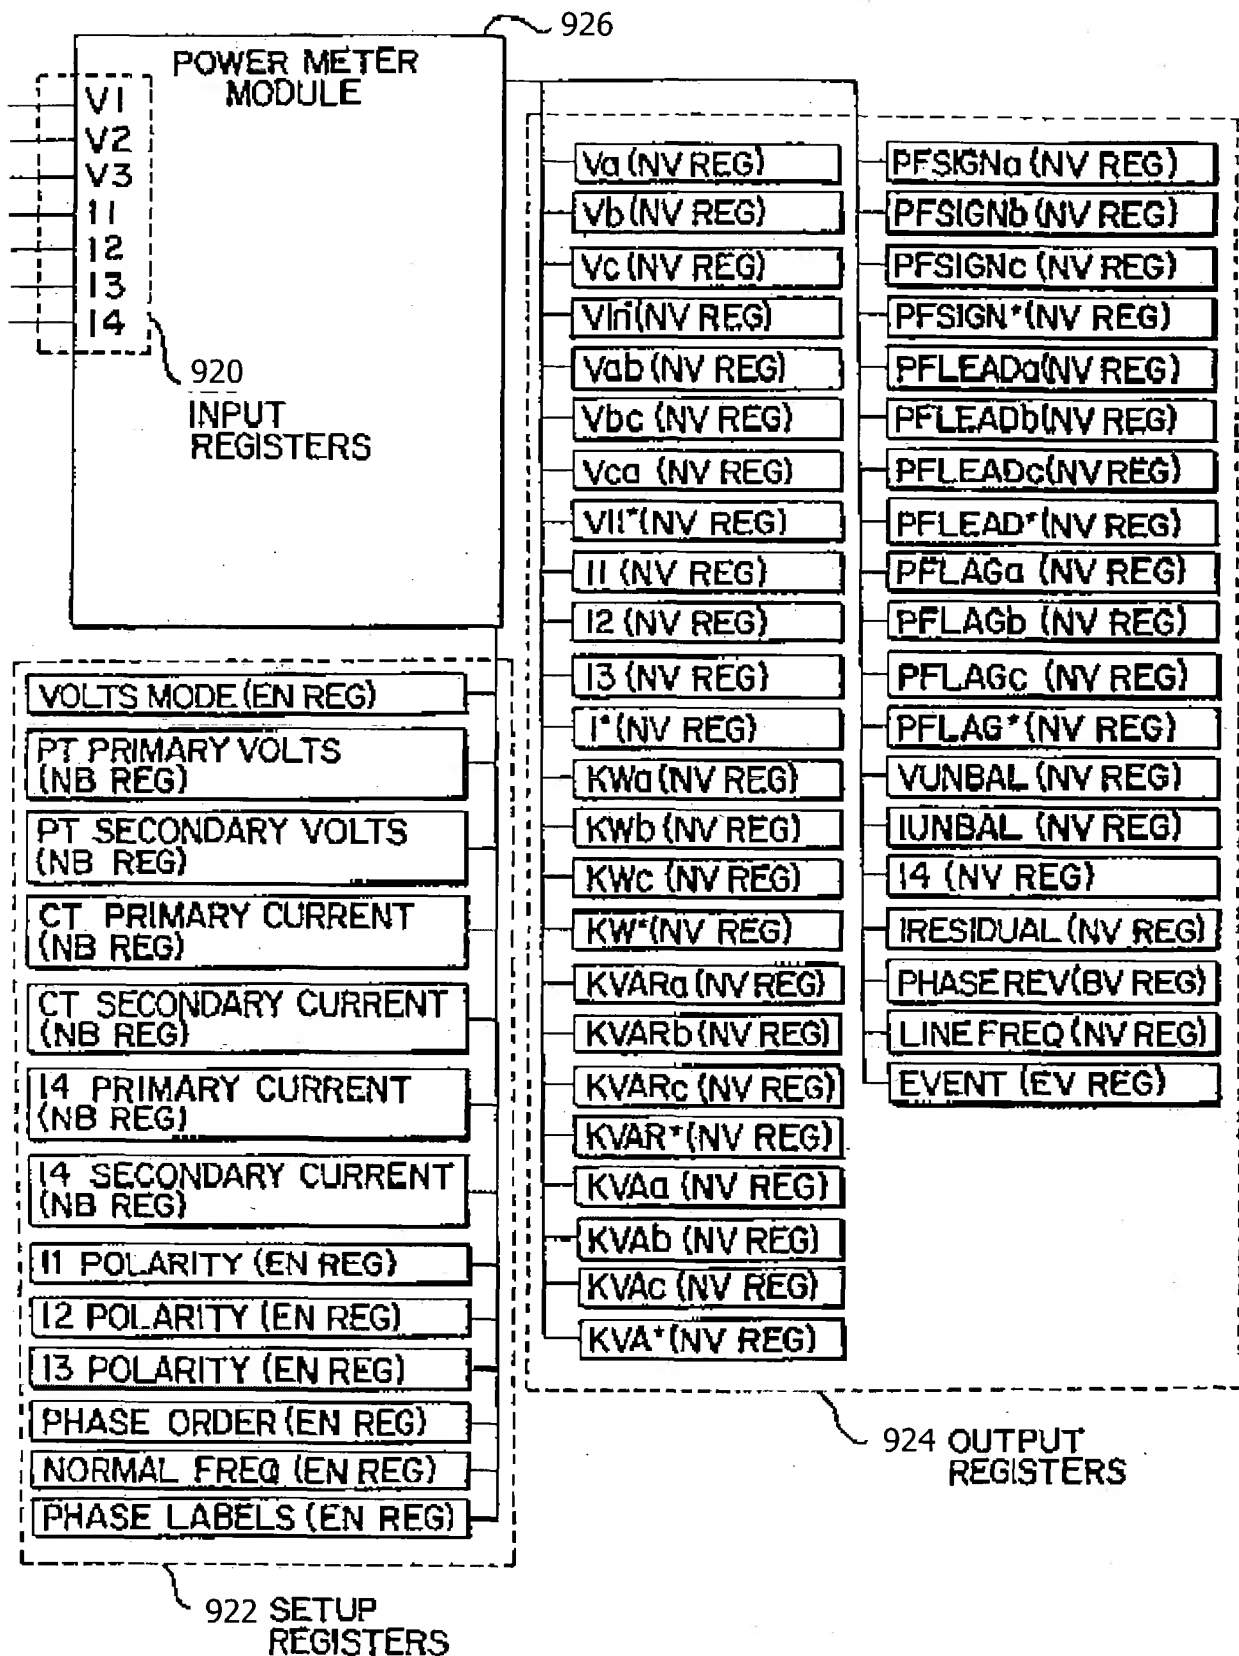 926
POWER METER
MODULE
V1
V2
V3
I1
I2
I3
I4
920
INPUT
REGISTERS
VOLTS MODE (EN REG)
PT PRIMARY VOLTS
(NB REG)
PT SECONDARY VOLTS
(NB REG)
CT PRIMARY CURRENT
(NB REG)
CT SECONDARY CURRENT
(NB REG)
I4 PRIMARY CURRENT
(NB REG)
I4 SECONDARY CURRENT
(NB REG)
I1 POLARITY (EN REG)
I2 POLARITY (EN REG)
I3 POLARITY (EN REG)
PHASE ORDER (EN REG)
NORMAL FREQ (EN REG)
PHASE LABELS (EN REG)
922 SETUP
REGISTERS
Va (NV REG)
Vb (NV REG)
Vc (NV REG)
Vln (NV REG)
Vab (NV REG)
Vbc (NV REG)
Vca (NV REG)
Vll* (NV REG)
I1 (NV REG)
I2 (NV REG)
I3 (NV REG)
I* (NV REG)
KWa (NV REG)
KWb (NV REG)
KWc (NV REG)
KW* (NV REG)
KVARa (NV REG)
KVARb (NV REG)
KVARc (NV REG)
KVAR* (NV REG)
KVAa (NV REG)
KVAb (NV REG)
KVAc (NV REG)
KVA* (NV REG)
PFSIGNa (NV REG)
PFSIGNb (NV REG)
PFSIGNc (NV REG)
PFSIGN* (NV REG)
PFLEADa (NV REG)
PFLEADb (NV REG)
PFLEADc (NV REG)
PFLEAD* (NV REG)
PFLAGa (NV REG)
PFLAGb (NV REG)
PFLAGc (NV REG)
PFLAG* (NV REG)
VUNBAL (NV REG)
IUNBAL (NV REG)
I4 (NV REG)
IRESIDUAL (NV REG)
PHASE REV (BV REG)
LINE FREQ (NV REG)
EVENT (EV REG)
924 OUTPUT
REGISTERS